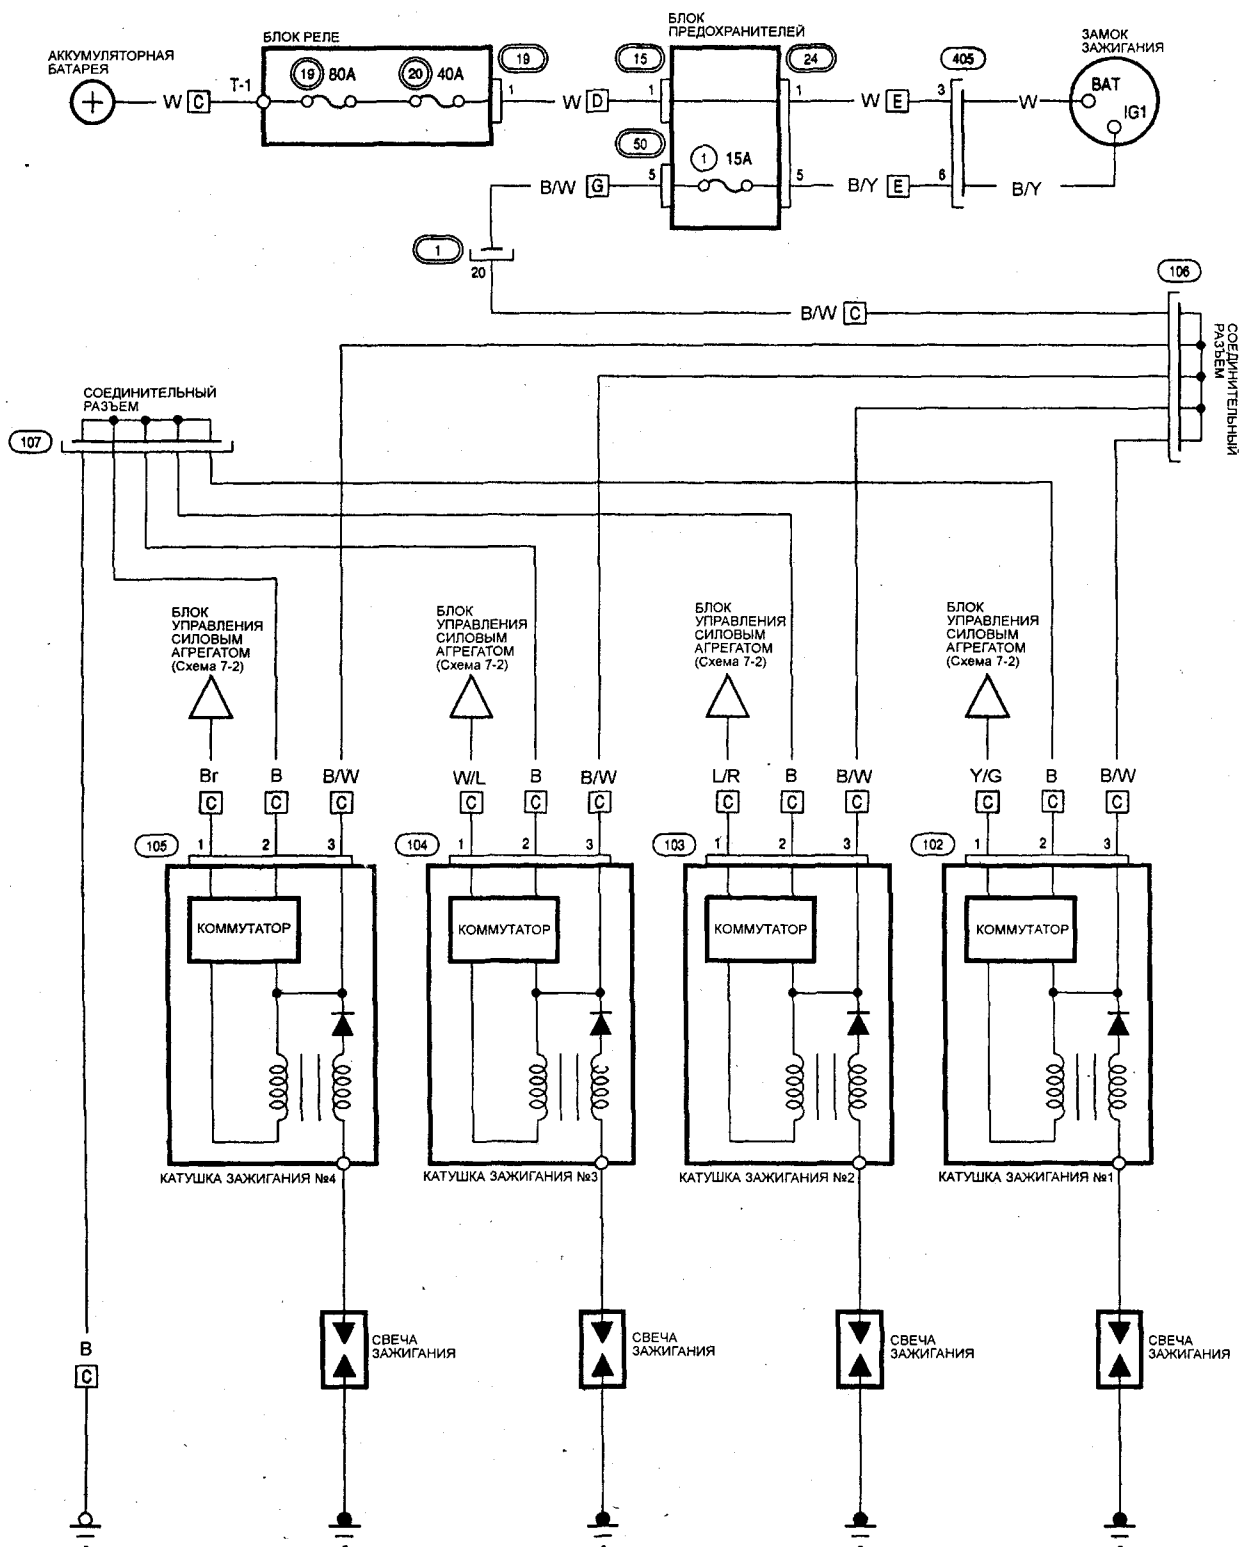 АККУМУЛЯТОРНАЯ
БАТАРЕЯ
W C
T-1
БЛОК РЕЛЕ
19 80A
20 40A
19
1
W D
15
1
БЛОК
ПРЕДОХРАНИТЕЛЕЙ
24
1
W E
405
3
W
ЗАМОК
ЗАЖИГАНИЯ
BAT
IG1
B/W G
50
5
1 15A
5
B/Y E
6
B/Y
1
20
B/W C
106
СОЕДИНИТЕЛЬНЫЙ
РАЗЪЕМ
СОЕДИНИТЕЛЬНЫЙ
РАЗЪЕМ
107
БЛОК
УПРАВЛЕНИЯ
СИЛОВЫМ
АГРЕГАТОМ
(Схема 7-2)
БЛОК
УПРАВЛЕНИЯ
СИЛОВЫМ
АГРЕГАТОМ
(Схема 7-2)
БЛОК
УПРАВЛЕНИЯ
СИЛОВЫМ
АГРЕГАТОМ
(Схема 7-2)
БЛОК
УПРАВЛЕНИЯ
СИЛОВЫМ
АГРЕГАТОМ
(Схема 7-2)
Br B B/W
W/L B B/W
L/R B B/W
Y/G B B/W
C C C
C C C
C C C
C C C
105 1 2 3
104 1 2 3
103 1 2 3
102 1 2 3
КОММУТАТОР
КОММУТАТОР
КОММУТАТОР
КОММУТАТОР
КАТУШКА ЗАЖИГАНИЯ №4
КАТУШКА ЗАЖИГАНИЯ №3
КАТУШКА ЗАЖИГАНИЯ №2
КАТУШКА ЗАЖИГАНИЯ №1
СВЕЧА
ЗАЖИГАНИЯ
СВЕЧА
ЗАЖИГАНИЯ
СВЕЧА
ЗАЖИГАНИЯ
СВЕЧА
ЗАЖИГАНИЯ
B
C